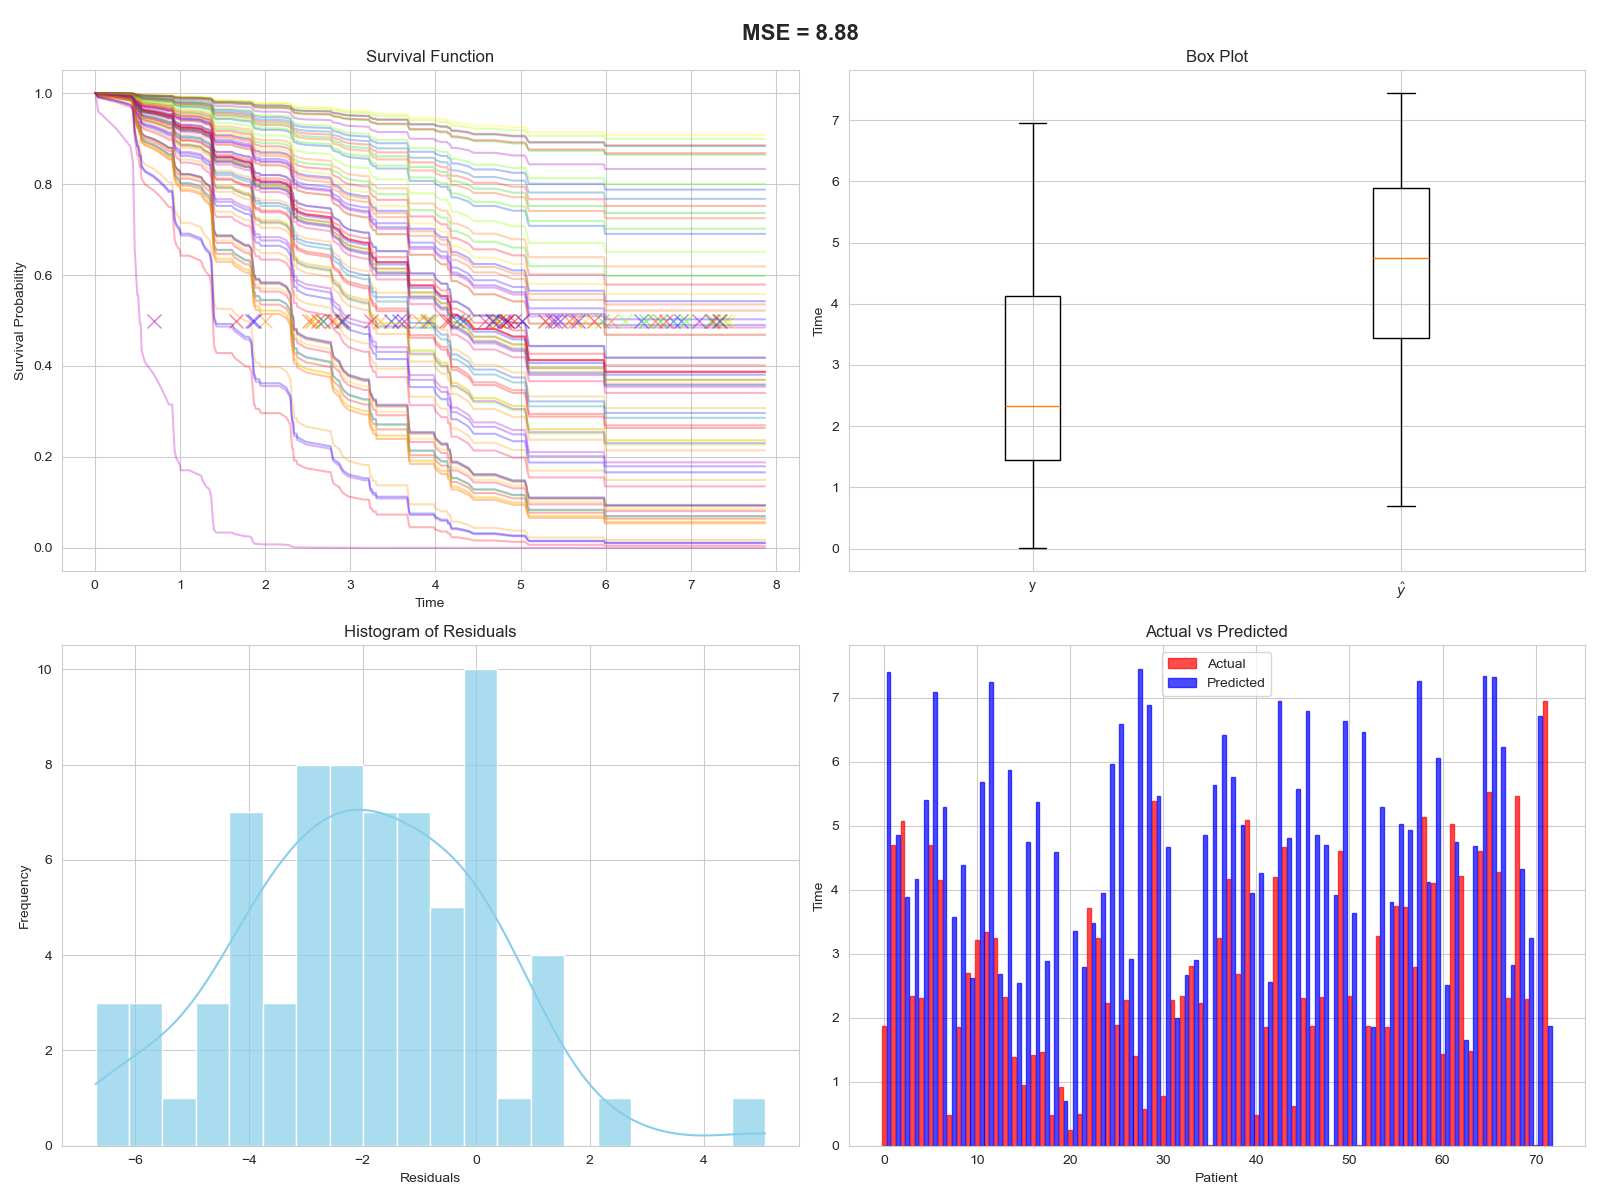 MSE = 8.88
Survival Function
Survival Probability
1.0
0.8
0.6
0.4
0.2
0.0
0 1 2 3 4 5 6 7 8
Time
Box Plot
Time
7
6
5
4
3
2
1
0
y ŷ
Histogram of Residuals
Frequency
10
8
6
4
2
0
−6 −4 −2 0 2 4
Residuals
Actual vs Predicted
Actual
Predicted
Time
7
6
5
4
3
2
1
0
0 10 20 30 40 50 60 70
Patient